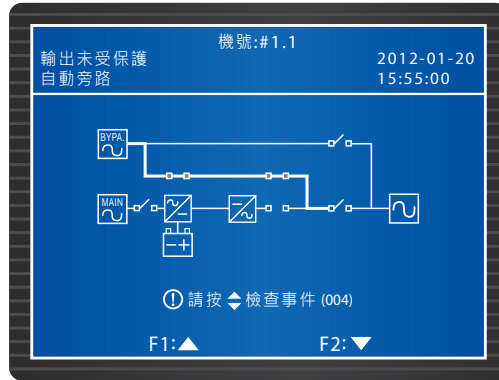 機號:#1.1
輸出未受保護
2012-01-20
自動旁路
15:55:00
BYPA.
MAIN
請按 檢查事件 (004)
F1:▲ F2:▼